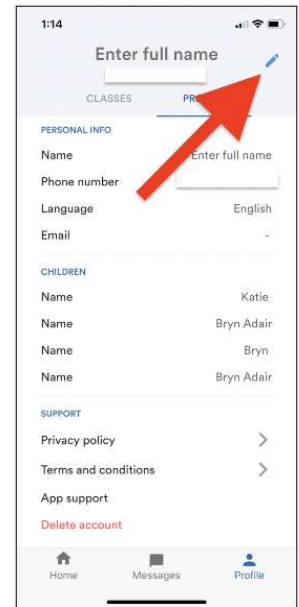 1:14
Enter full name
CLASSES
PERSONAL INFO
Name Enter full name
Phone number
Language English
Email -
CHILDREN
Name Katie
Name Bryn Adair
Name Bryn
Name Bryn Adair
SUPPORT
Privacy policy
Terms and conditions
App support
Delete account
Home Messages Profile